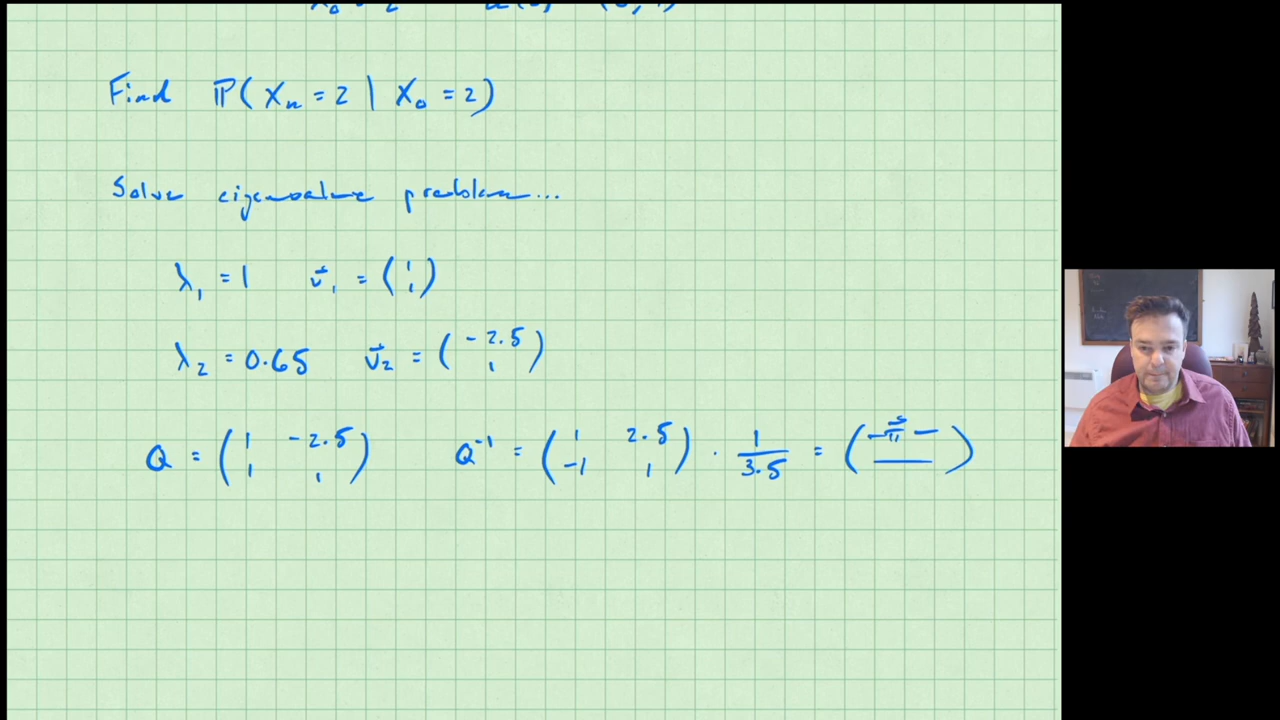 Find ℙ( Xₙ = 2 | X₀ = 2)
Solve eigenvalue problem...
λ₁ = 1 v⃗₁ = (1 1)
λ₂ = 0.65 v⃗₂ = (-2.5 1)
Q = (1 -2.5 1 1) Q⁻¹ = (1 2.5 -1 1) · 1/3.5 = ( π )